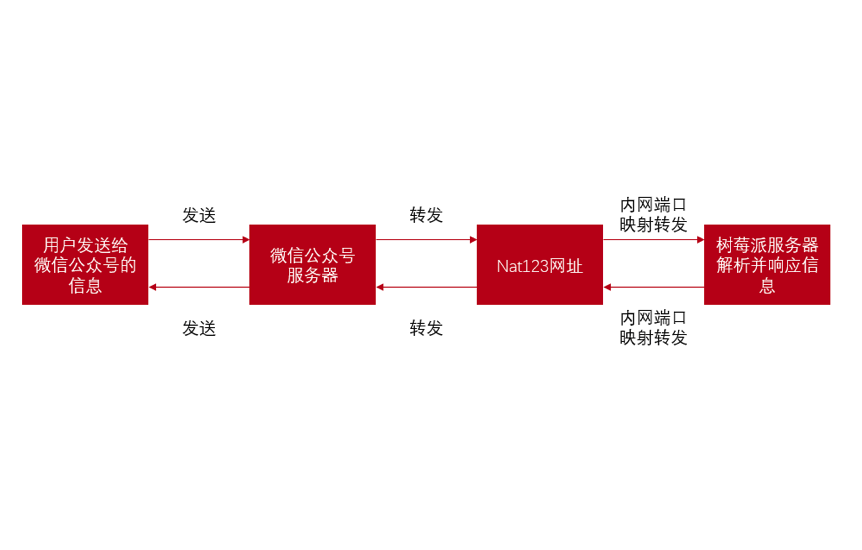 发送
转发
内网端口
映射转发
用户发送给
微信公众号的
信息
微信公众号
服务器
Nat123网址
树莓派服务器
解析并响应信
息
发送
转发
内网端口
映射转发